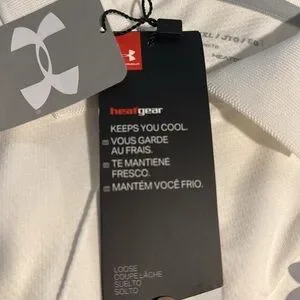 heatgear
KEEPS YOU COOL.
VOUS GARDE
AU FRAIS.
TE MANTIENE
FRESCO.
MANTÉM VOCÊ FRIO.
LOOSE
COUPE LÂCHE
SUELTO
SOLTO